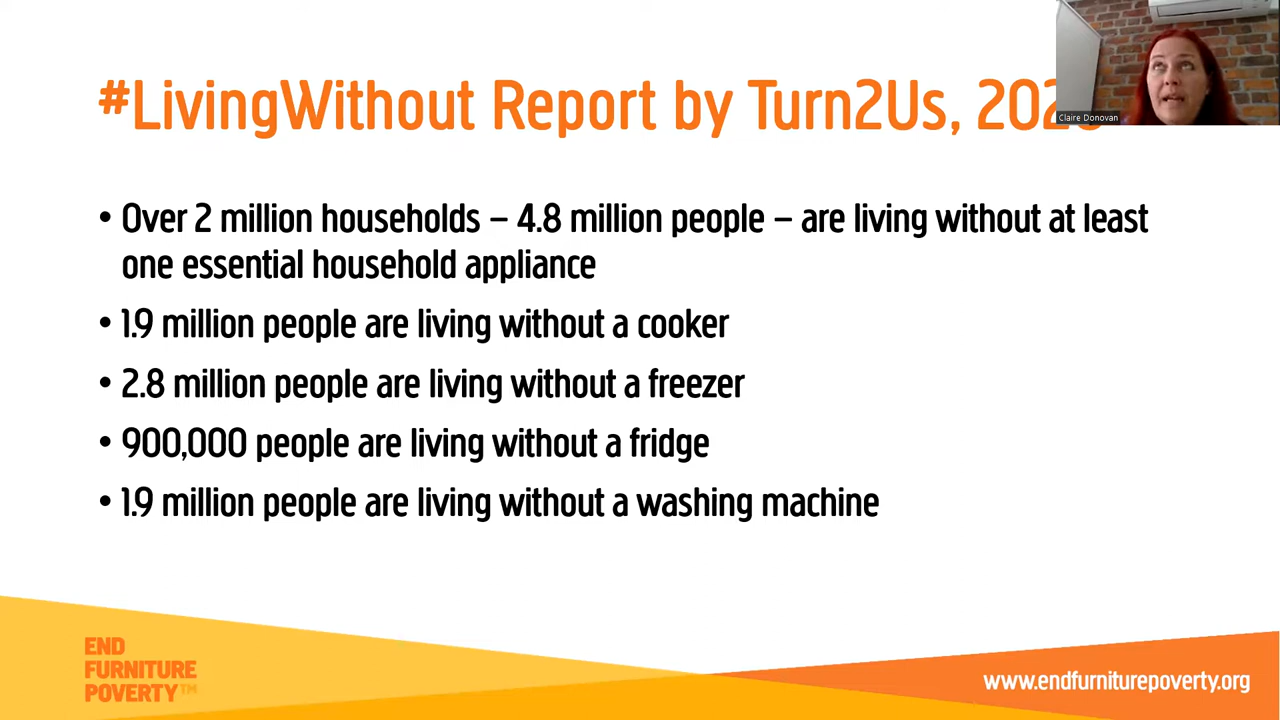 #LivingWithout Report by Turn2Us,
Claire Donovan
• Over 2 million households – 4.8 million people – are living without at least
one essential household appliance
• 1.9 million people are living without a cooker
• 2.8 million people are living without a freezer
• 900,000 people are living without a fridge
• 1.9 million people are living without a washing machine
END
FURNITURE
POVERTY™
www.endfurniturepoverty.org